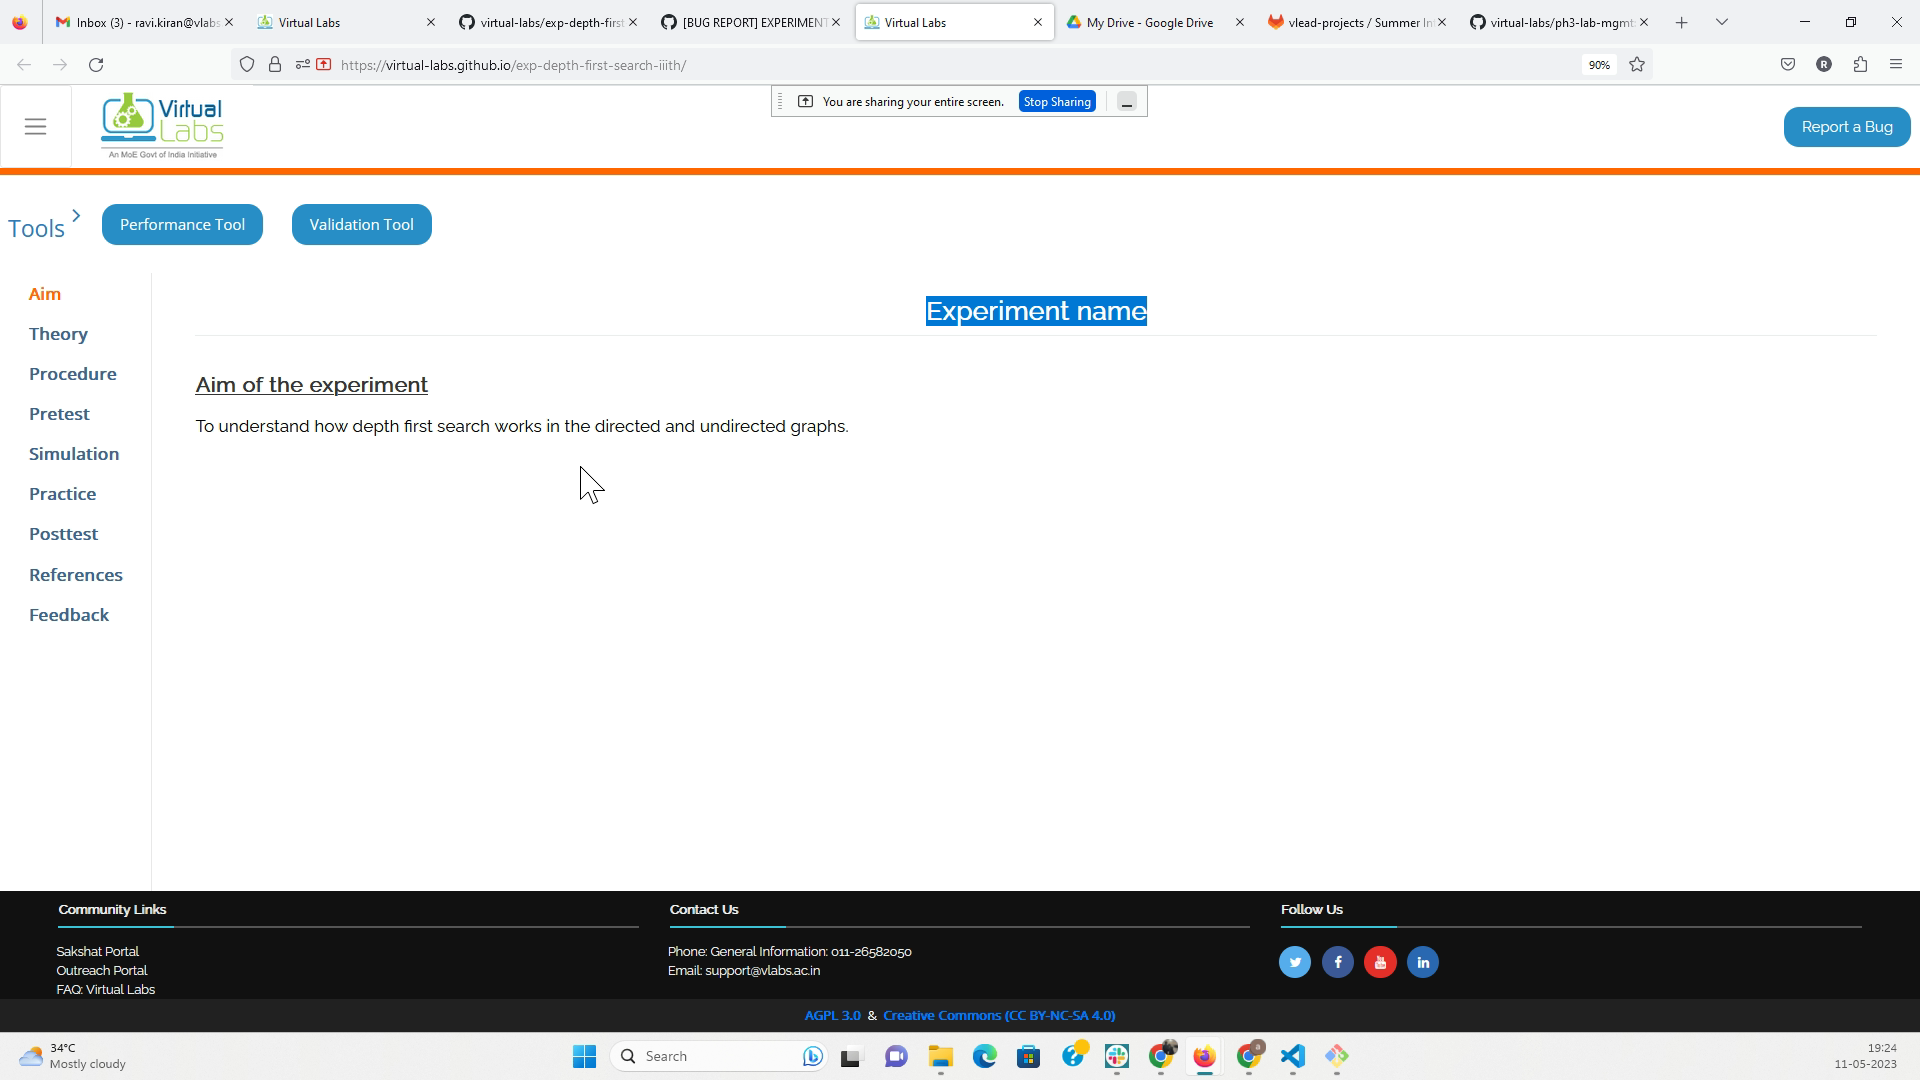 Inbox (3) - ravi.kiran@vlabs
Virtual Labs
virtual-labs/exp-depth-first
[BUG REPORT] EXPERIMENT
Virtual Labs
My Drive - Google Drive
vlead-projects / Summer Int
virtual-labs/ph3-lab-mgmt
https://virtual-labs.github.io/exp-depth-first-search-iiith/
90%
R
You are sharing your entire screen.
Stop Sharing
Virtual
Labs
An MoE Govt of India Initiative
Report a Bug
Tools
Performance Tool
Validation Tool
Aim
Theory
Procedure
Pretest
Simulation
Practice
Posttest
References
Feedback
Experiment name
Aim of the experiment
To understand how depth first search works in the directed and undirected graphs.
Community Links
Sakshat Portal
Outreach Portal
FAQ: Virtual Labs
Contact Us
Phone: General Information: 011-26582050
Email: support@vlabs.ac.in
Follow Us
AGPL 3.0 & Creative Commons (CC BY-NC-SA 4.0)
34°C
Mostly cloudy
Search
19:24
11-05-2023